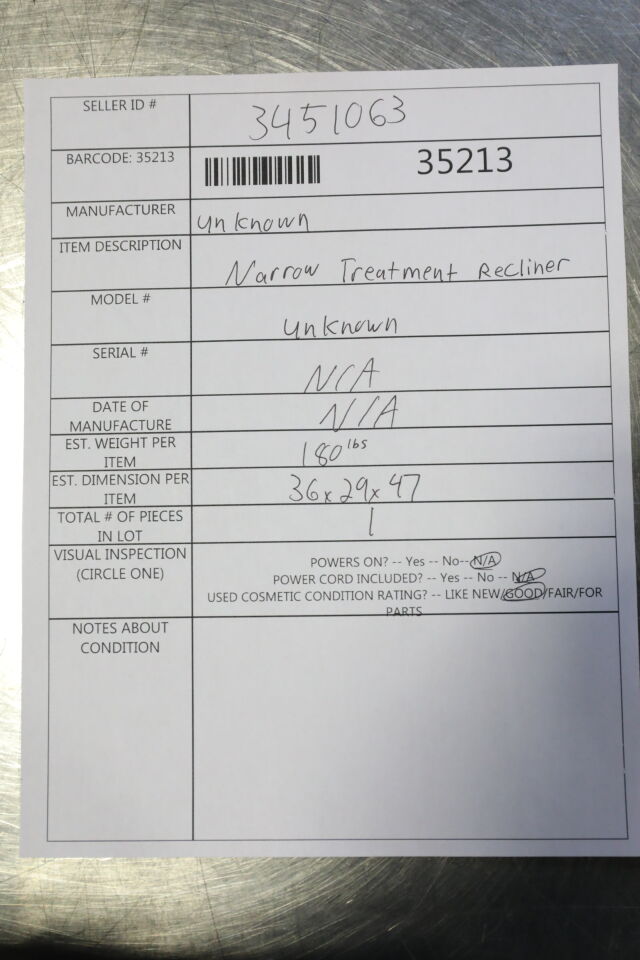 SELLER ID # 3451063
BARCODE: 35213 35213
MANUFACTURER unknown
ITEM DESCRIPTION Narrow Treatment Recliner
MODEL # unknown
SERIAL # N/A
DATE OF
MANUFACTURE N/A
EST. WEIGHT PER
ITEM 180 lbs
EST. DIMENSION PER
ITEM 36x29x47
TOTAL # OF PIECES
IN LOT 1
VISUAL INSPECTION
(CIRCLE ONE)
POWERS ON? -- Yes -- No--N/A
POWER CORD INCLUDED? -- Yes -- No -- N/A
USED COSMETIC CONDITION RATING? -- LIKE NEW/GOOD/FAIR/FOR
PARTS
NOTES ABOUT
CONDITION